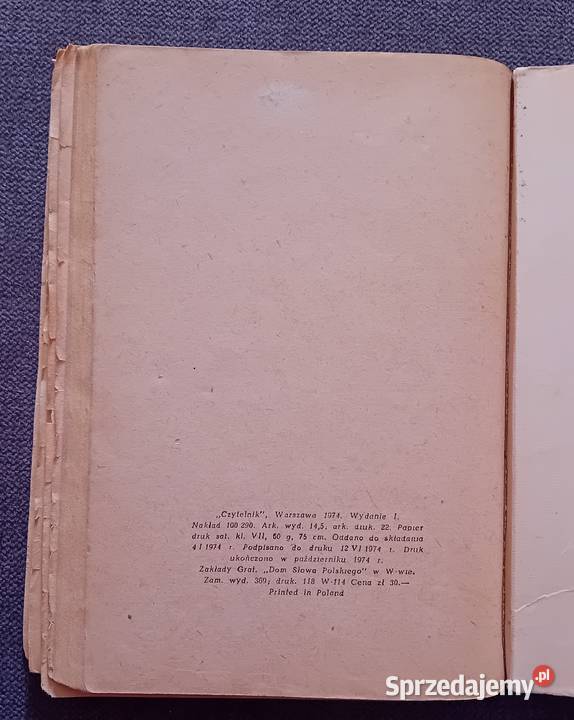 „Czytelnik", Warszawa 1974. Wydanie I.
Nakład 100 290. Ark. wyd. 14,5, ark. druk. 22. Papier
druk sat. kl. VII, 60 g, 75 cm. Oddano do składania
4 I 1974 r. Podpisano do druku 12 VI 1974 r. Druk
ukończono w październiku 1974 r.
Zakłady Graf. „Dom Słowa Polskiego" w W-wie.
Zam. wyd. 360; druk. 118 W-114 Cena zł 30.—
Printed in Poland
Sprzedajemy.pl